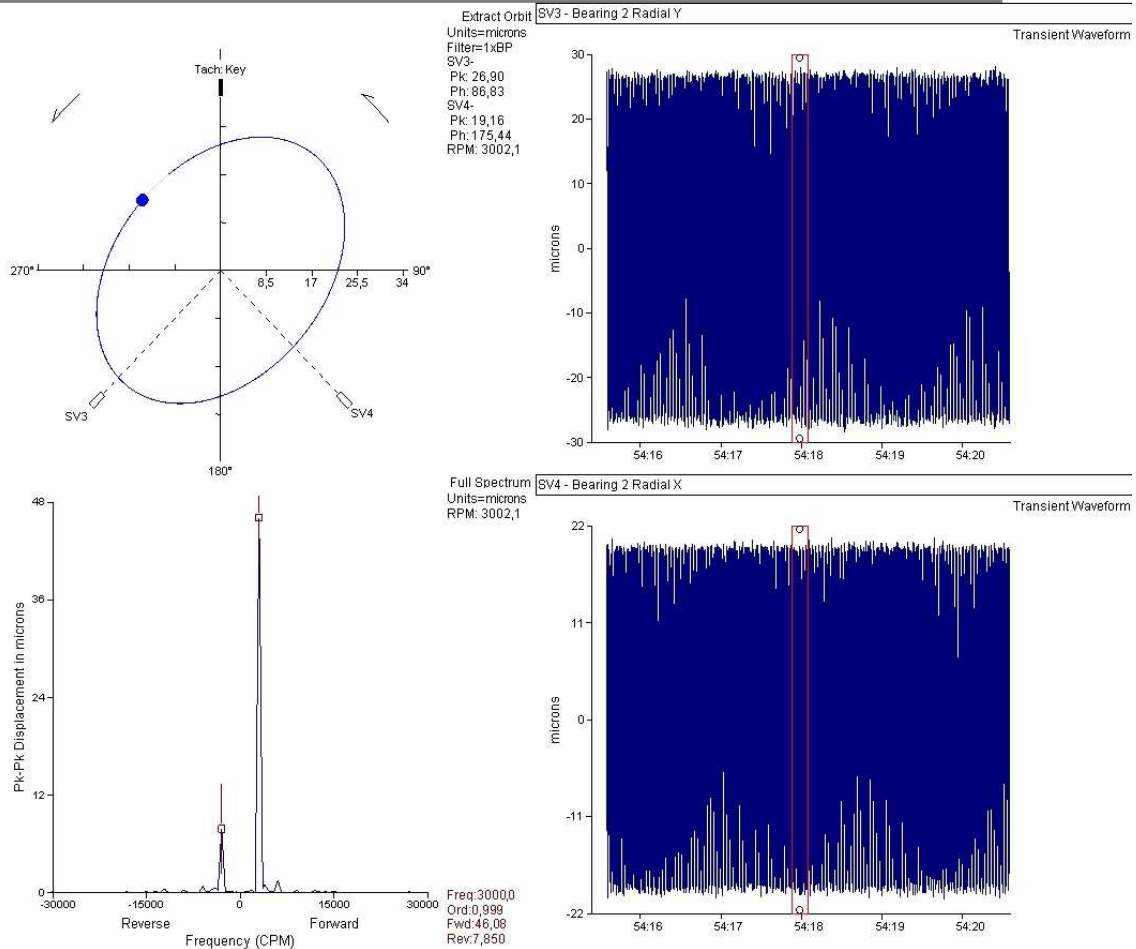 Extract Orbit
Units=microns
Filter=1xBP
SV3-
Pk: 26,90
Ph: 86,83
SV4-
Pk: 19,16
Ph: 175,44
RPM: 3002,1
Tach: Key
270°
8,5 17 25,5 34
90°
SV3
SV4
180°
SV3 - Bearing 2 Radial Y
Transient Waveform
30
20
10
0
-10
-20
-30
microns
54:16 54:17 54:18 54:19 54:20
Full Spectrum
Units=microns
RPM: 3002,1
48
36
24
12
0
Pk-Pk Displacement in microns
-30000 -15000 0 15000 30000
Reverse Forward
Frequency (CPM)
Freq:3000,0
Ord:0,999
Fwd:46,08
Rev:7,850
SV4 - Bearing 2 Radial X
Transient Waveform
22
11
0
-11
-22
microns
54:16 54:17 54:18 54:19 54:20